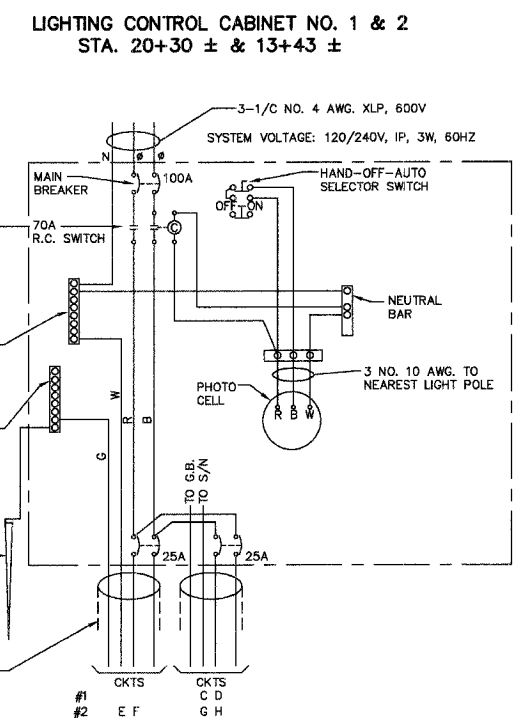 LIGHTING CONTROL CABINET NO. 1 & 2
STA. 20+30 ± & 13+43 ±
3-1/C NO. 4 AWG. XLP, 600V
SYSTEM VOLTAGE: 120/240V, IP, 3W, 60HZ
N ø ø
MAIN
BREAKER
100A
HAND-OFF-AUTO
SELECTOR SWITCH
OFF ON
70A
R.C. SWITCH
C
NEUTRAL
BAR
3 NO. 10 AWG. TO
NEAREST LIGHT POLE
PHOTO
CELL
R B W
W
R
B
G
TO G.B.
TO S/N
25A
25A
CKTS
CKTS
#1
C D
#2
E F
G H